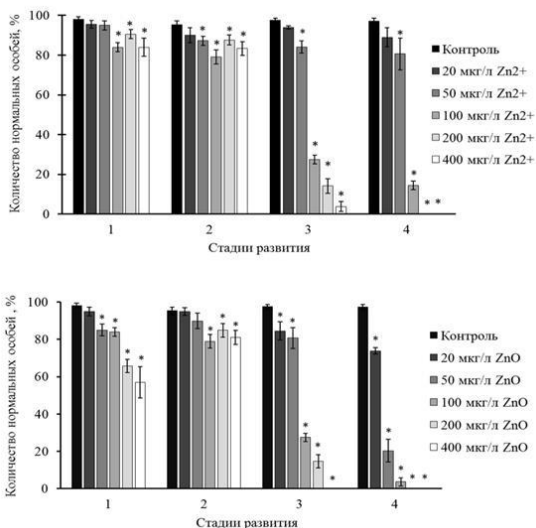 Количество нормальных особей, %
100
80
60
40
20
0
* * *
* * *
* * * *
* * * *
1 2 3 4
Стадии развития
Контроль
20 мкг/л Zn2+
50 мкг/л Zn2+
100 мкг/л Zn2+
200 мкг/л Zn2+
400 мкг/л Zn2+
Количество нормальных особей , %
100
80
60
40
20
0
* * * *
* * *
* * * * *
* * * * *
1 2 3 4
Стадии развития
Контроль
20 мкг/л ZnO
50 мкг/л ZnO
100 мкг/л ZnO
200 мкг/л ZnO
400 мкг/л ZnO